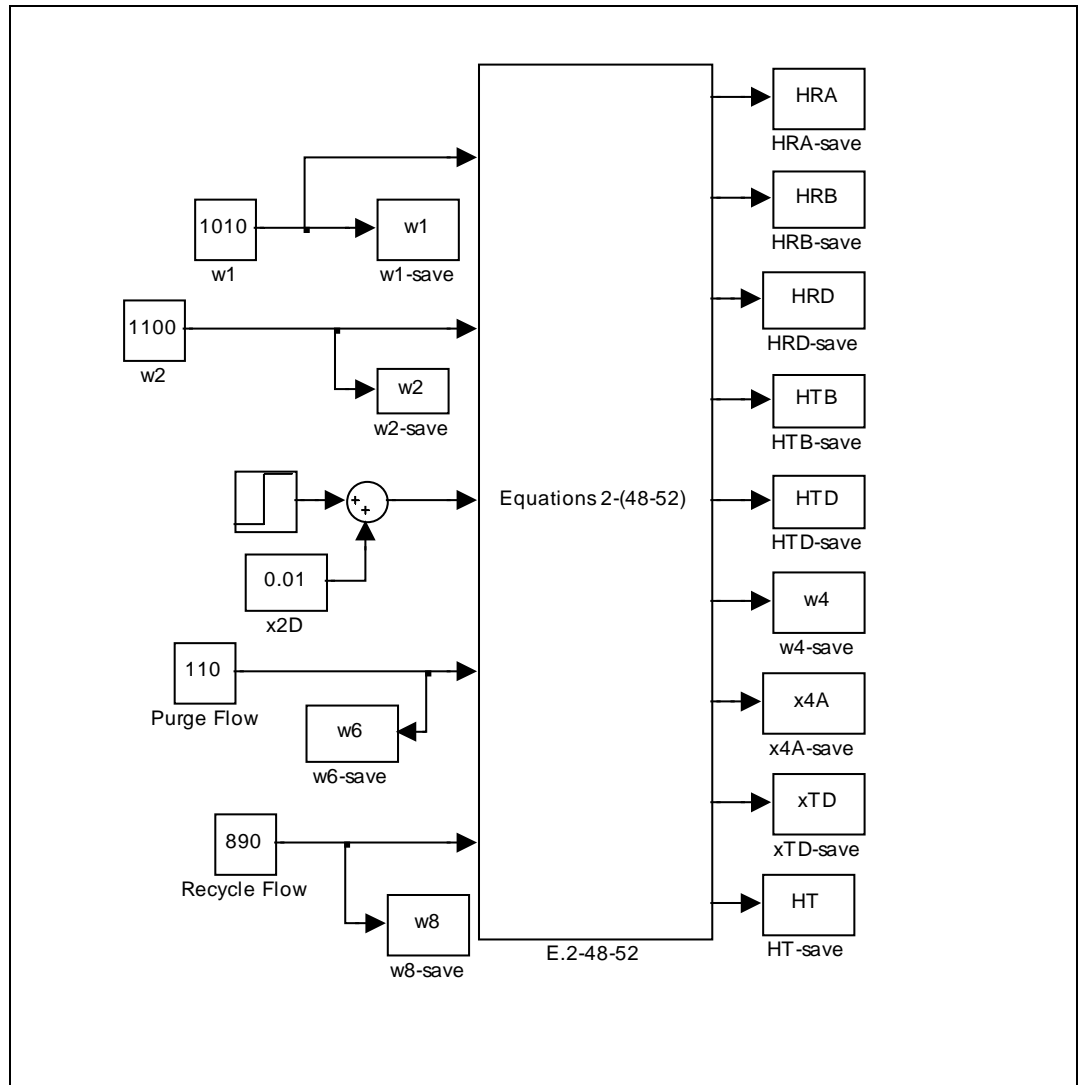 1010
w1
w1
w1-save
1100
w2
w2
w2-save
+
+
0.01
x2D
110
Purge Flow
w6
w6-save
890
Recycle Flow
w8
w8-save
Equations 2-(48-52)
E.2-48-52
HRA
HRA-save
HRB
HRB-save
HRD
HRD-save
HTB
HTB-save
HTD
HTD-save
w4
w4-save
x4A
x4A-save
xTD
xTD-save
HT
HT-save